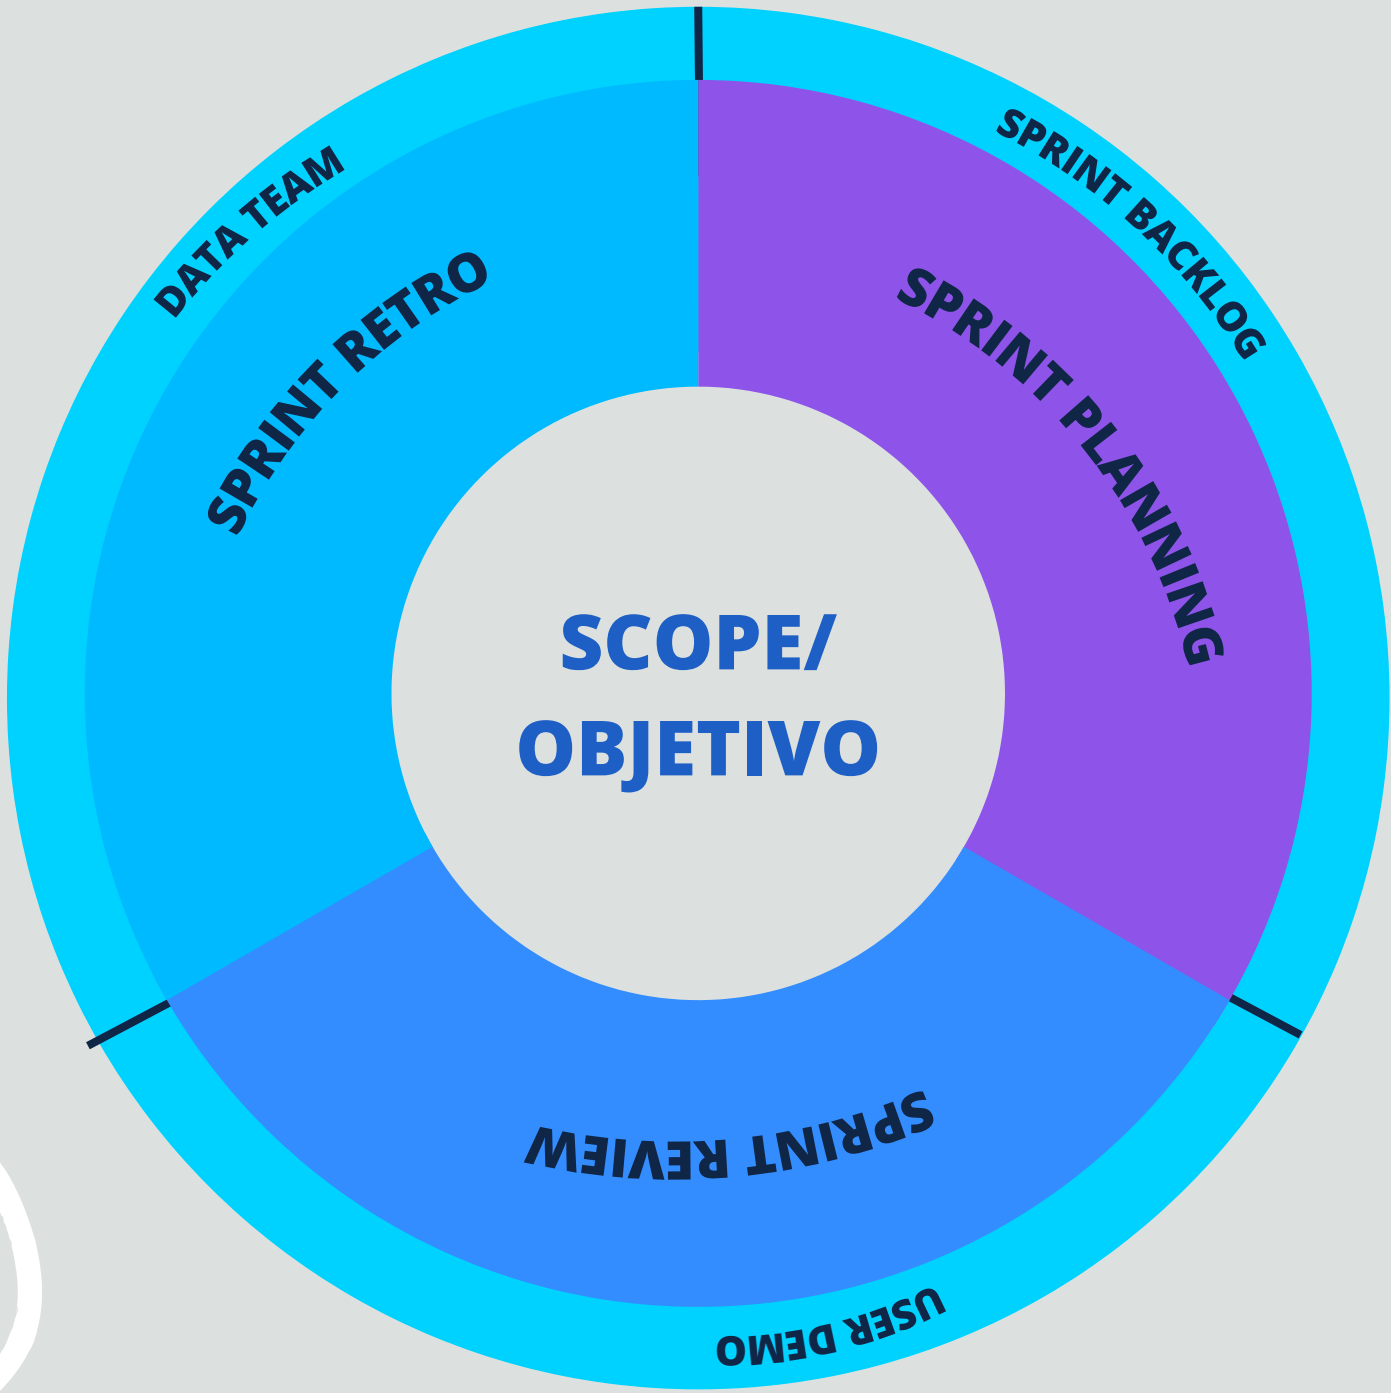 SPRINT BACKLOG
DATA TEAM
SPRINT RETRO
SPRINT PLANNING
SCOPE/
OBJETIVO
SPRINT REVIEW
USER DEMO